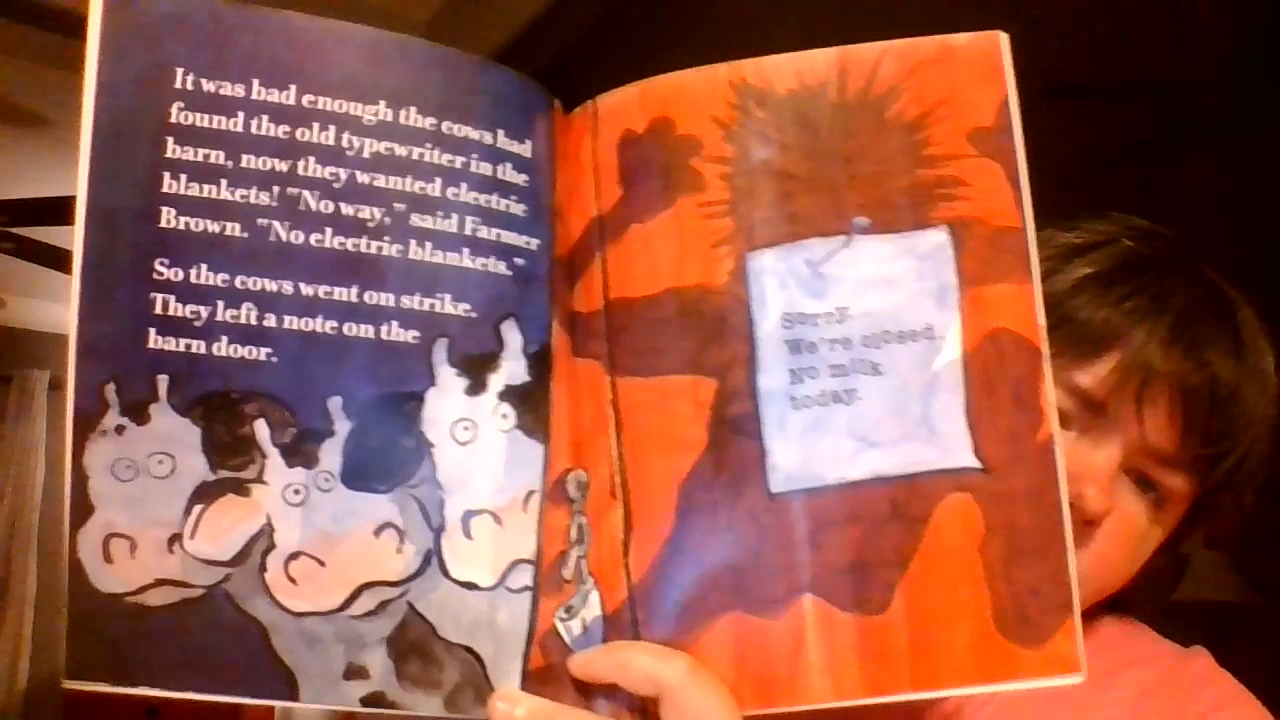 It was bad enough the cows had
found the old typewriter in the
barn, now they wanted electric
blankets! "No way," said Farmer
Brown. "No electric blankets."
So the cows went on strike.
They left a note on the
barn door.
Sorry.
We're closed.
No milk
today.